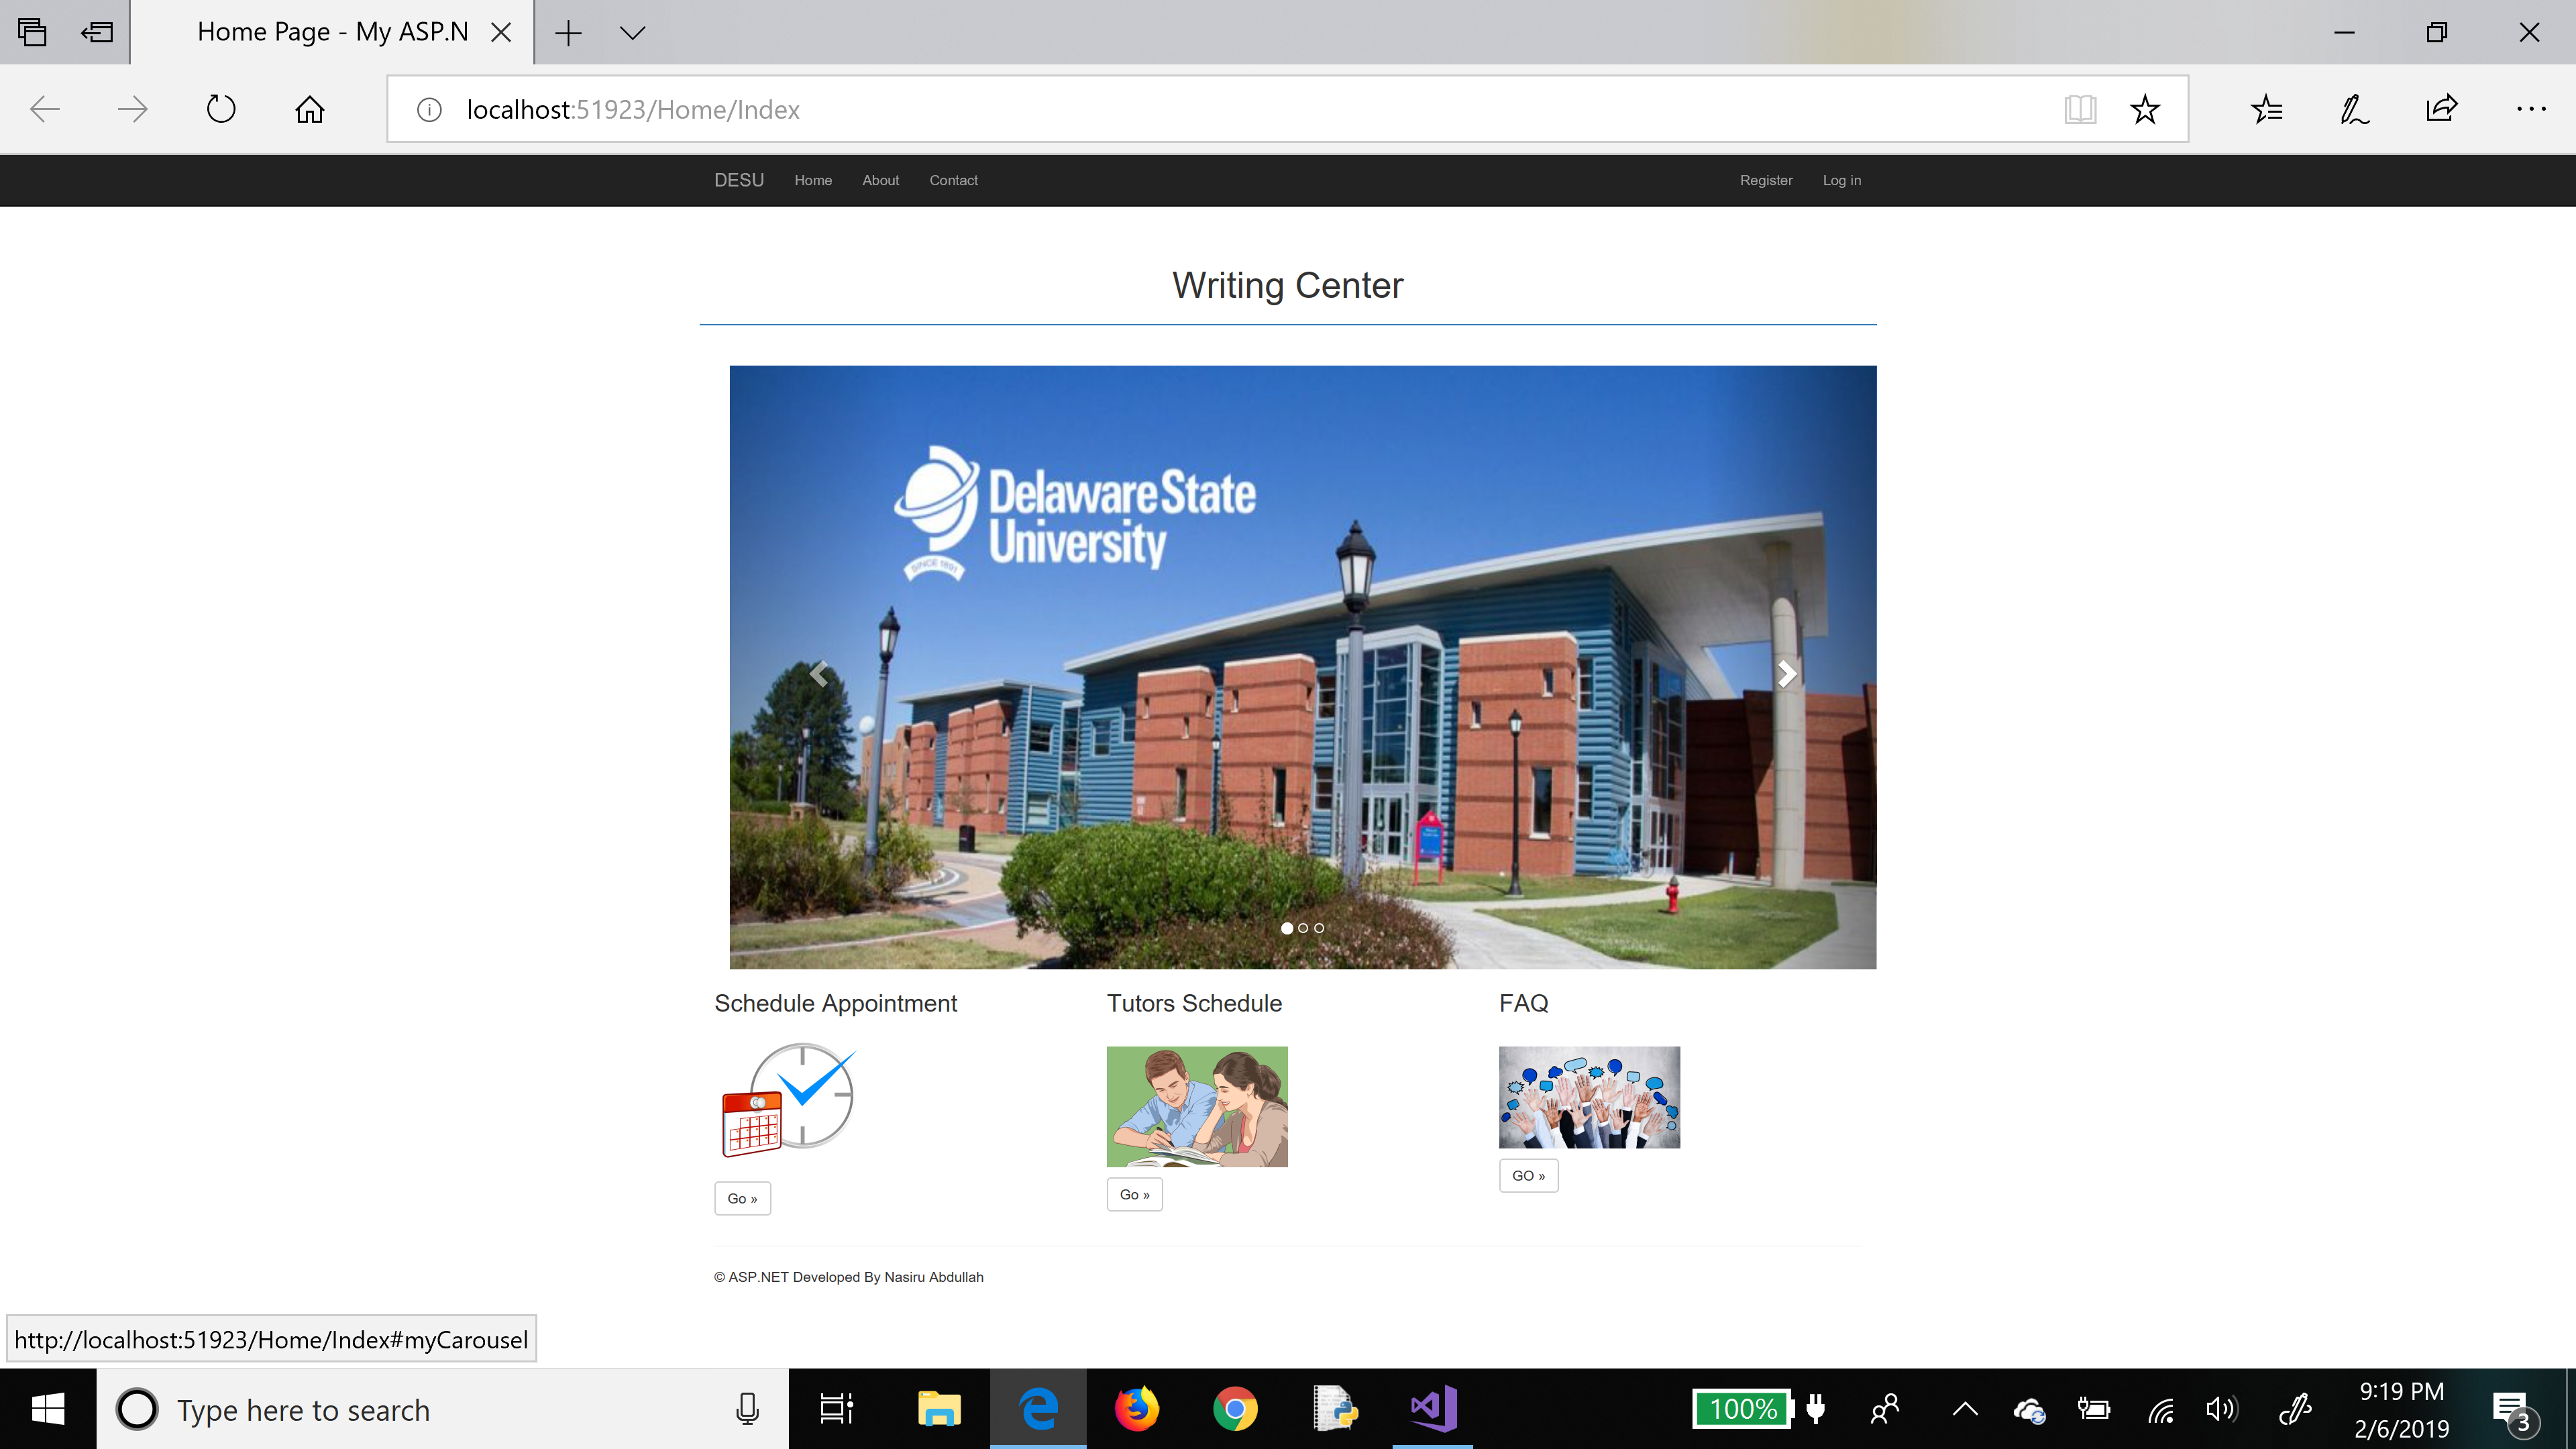 Home Page - My ASP.N
localhost:51923/Home/Index
DESU Home About Contact Register Log in
Writing Center
Delaware State
University
SINCE 1891
Schedule Appointment
Tutors Schedule
FAQ
Go »
Go »
GO »
© ASP.NET Developed By Nasiru Abdullah
http://localhost:51923/Home/Index#myCarousel
Type here to search
100%
9:19 PM
2/6/2019
3